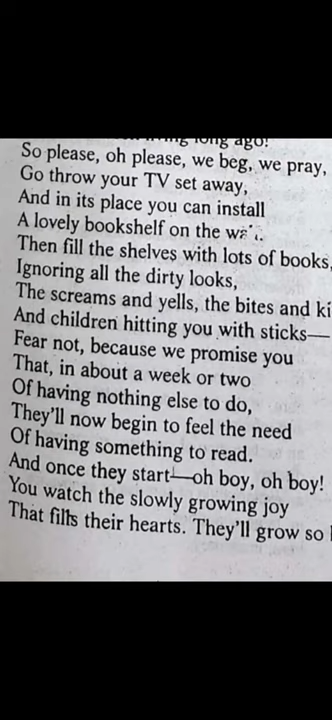 long ago!
So please, oh please, we beg, we pray,
Go throw your TV set away,
And in its place you can install
A lovely bookshelf on the
Then fill the shelves with lots of books,
Ignoring all the dirty looks,
The screams and yells, the bites and ki
And children hitting you with sticks—
Fear not, because we promise you
That, in about a week or two
Of having nothing else to do,
They'll now begin to feel the need
Of having something to read.
And once they start—oh boy, oh boy!
You watch the slowly growing joy
That fills their hearts. They'll grow so